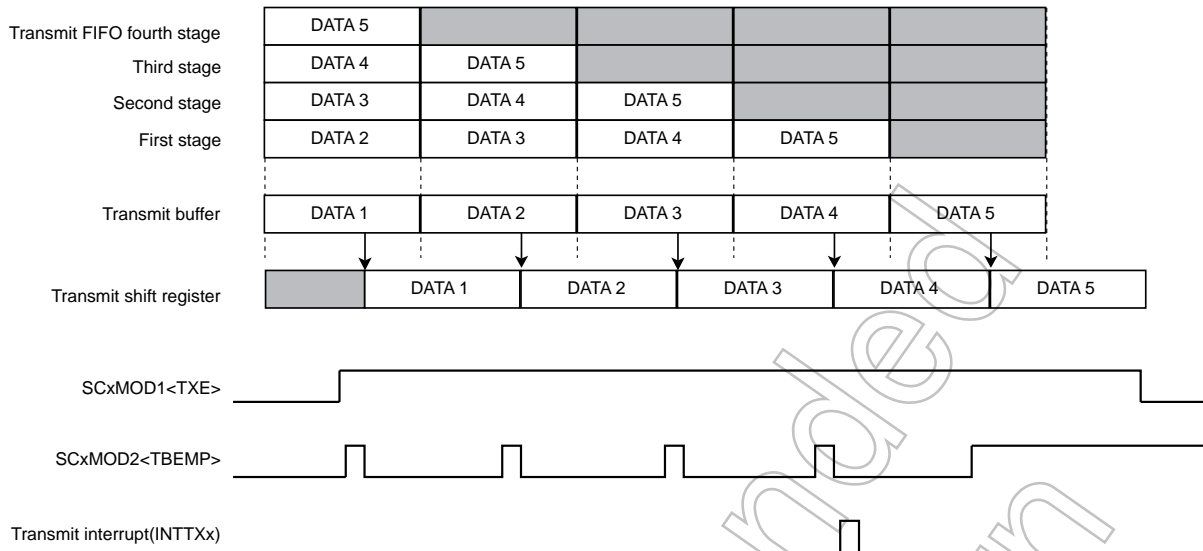 Transmit FIFO fourth stage DATA 5
Third stage DATA 4 DATA 5
Second stage DATA 3 DATA 4 DATA 5
First stage DATA 2 DATA 3 DATA 4 DATA 5
Transmit buffer DATA 1 DATA 2 DATA 3 DATA 4 DATA 5
Transmit shift register DATA 1 DATA 2 DATA 3 DATA 4 DATA 5
SCxMOD1<TXE>
SCxMOD2<TBEMP>
Transmit interrupt(INTTXx)